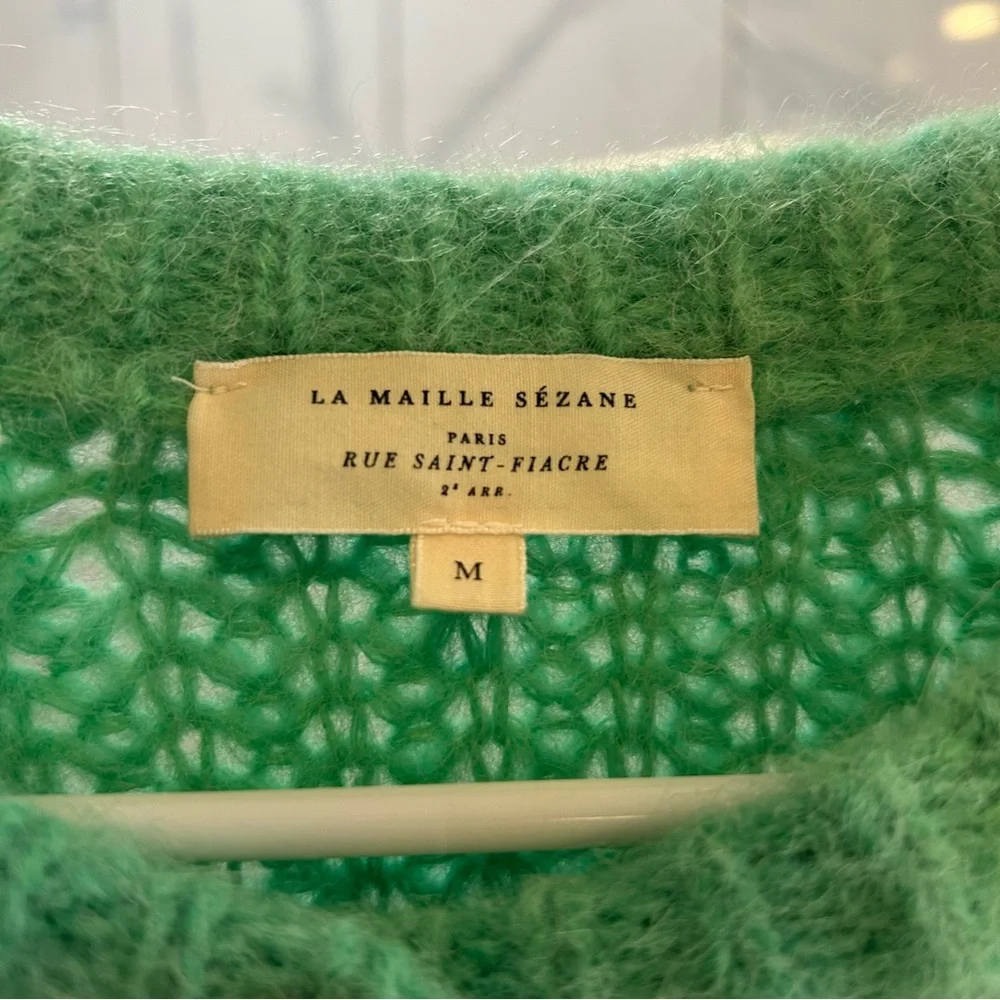 LA MAILLE SÉZANE
PARIS
RUE SAINT-FIACRE
2ᵉ ARR.
M